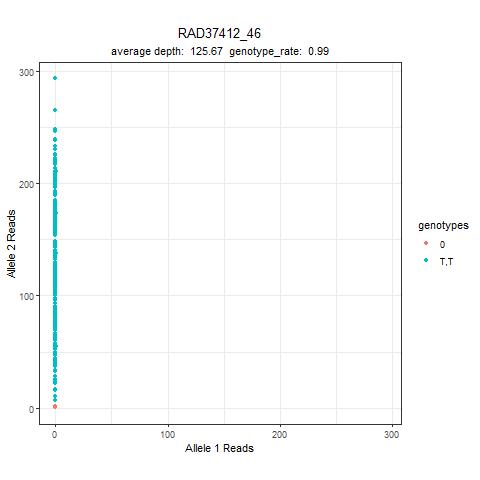 RAD37412_46
average depth:  125.67  genotype_rate:  0.99
300
200
100
0
Allele 2 Reads
0
100
200
300
Allele 1 Reads
genotypes
0
T,T